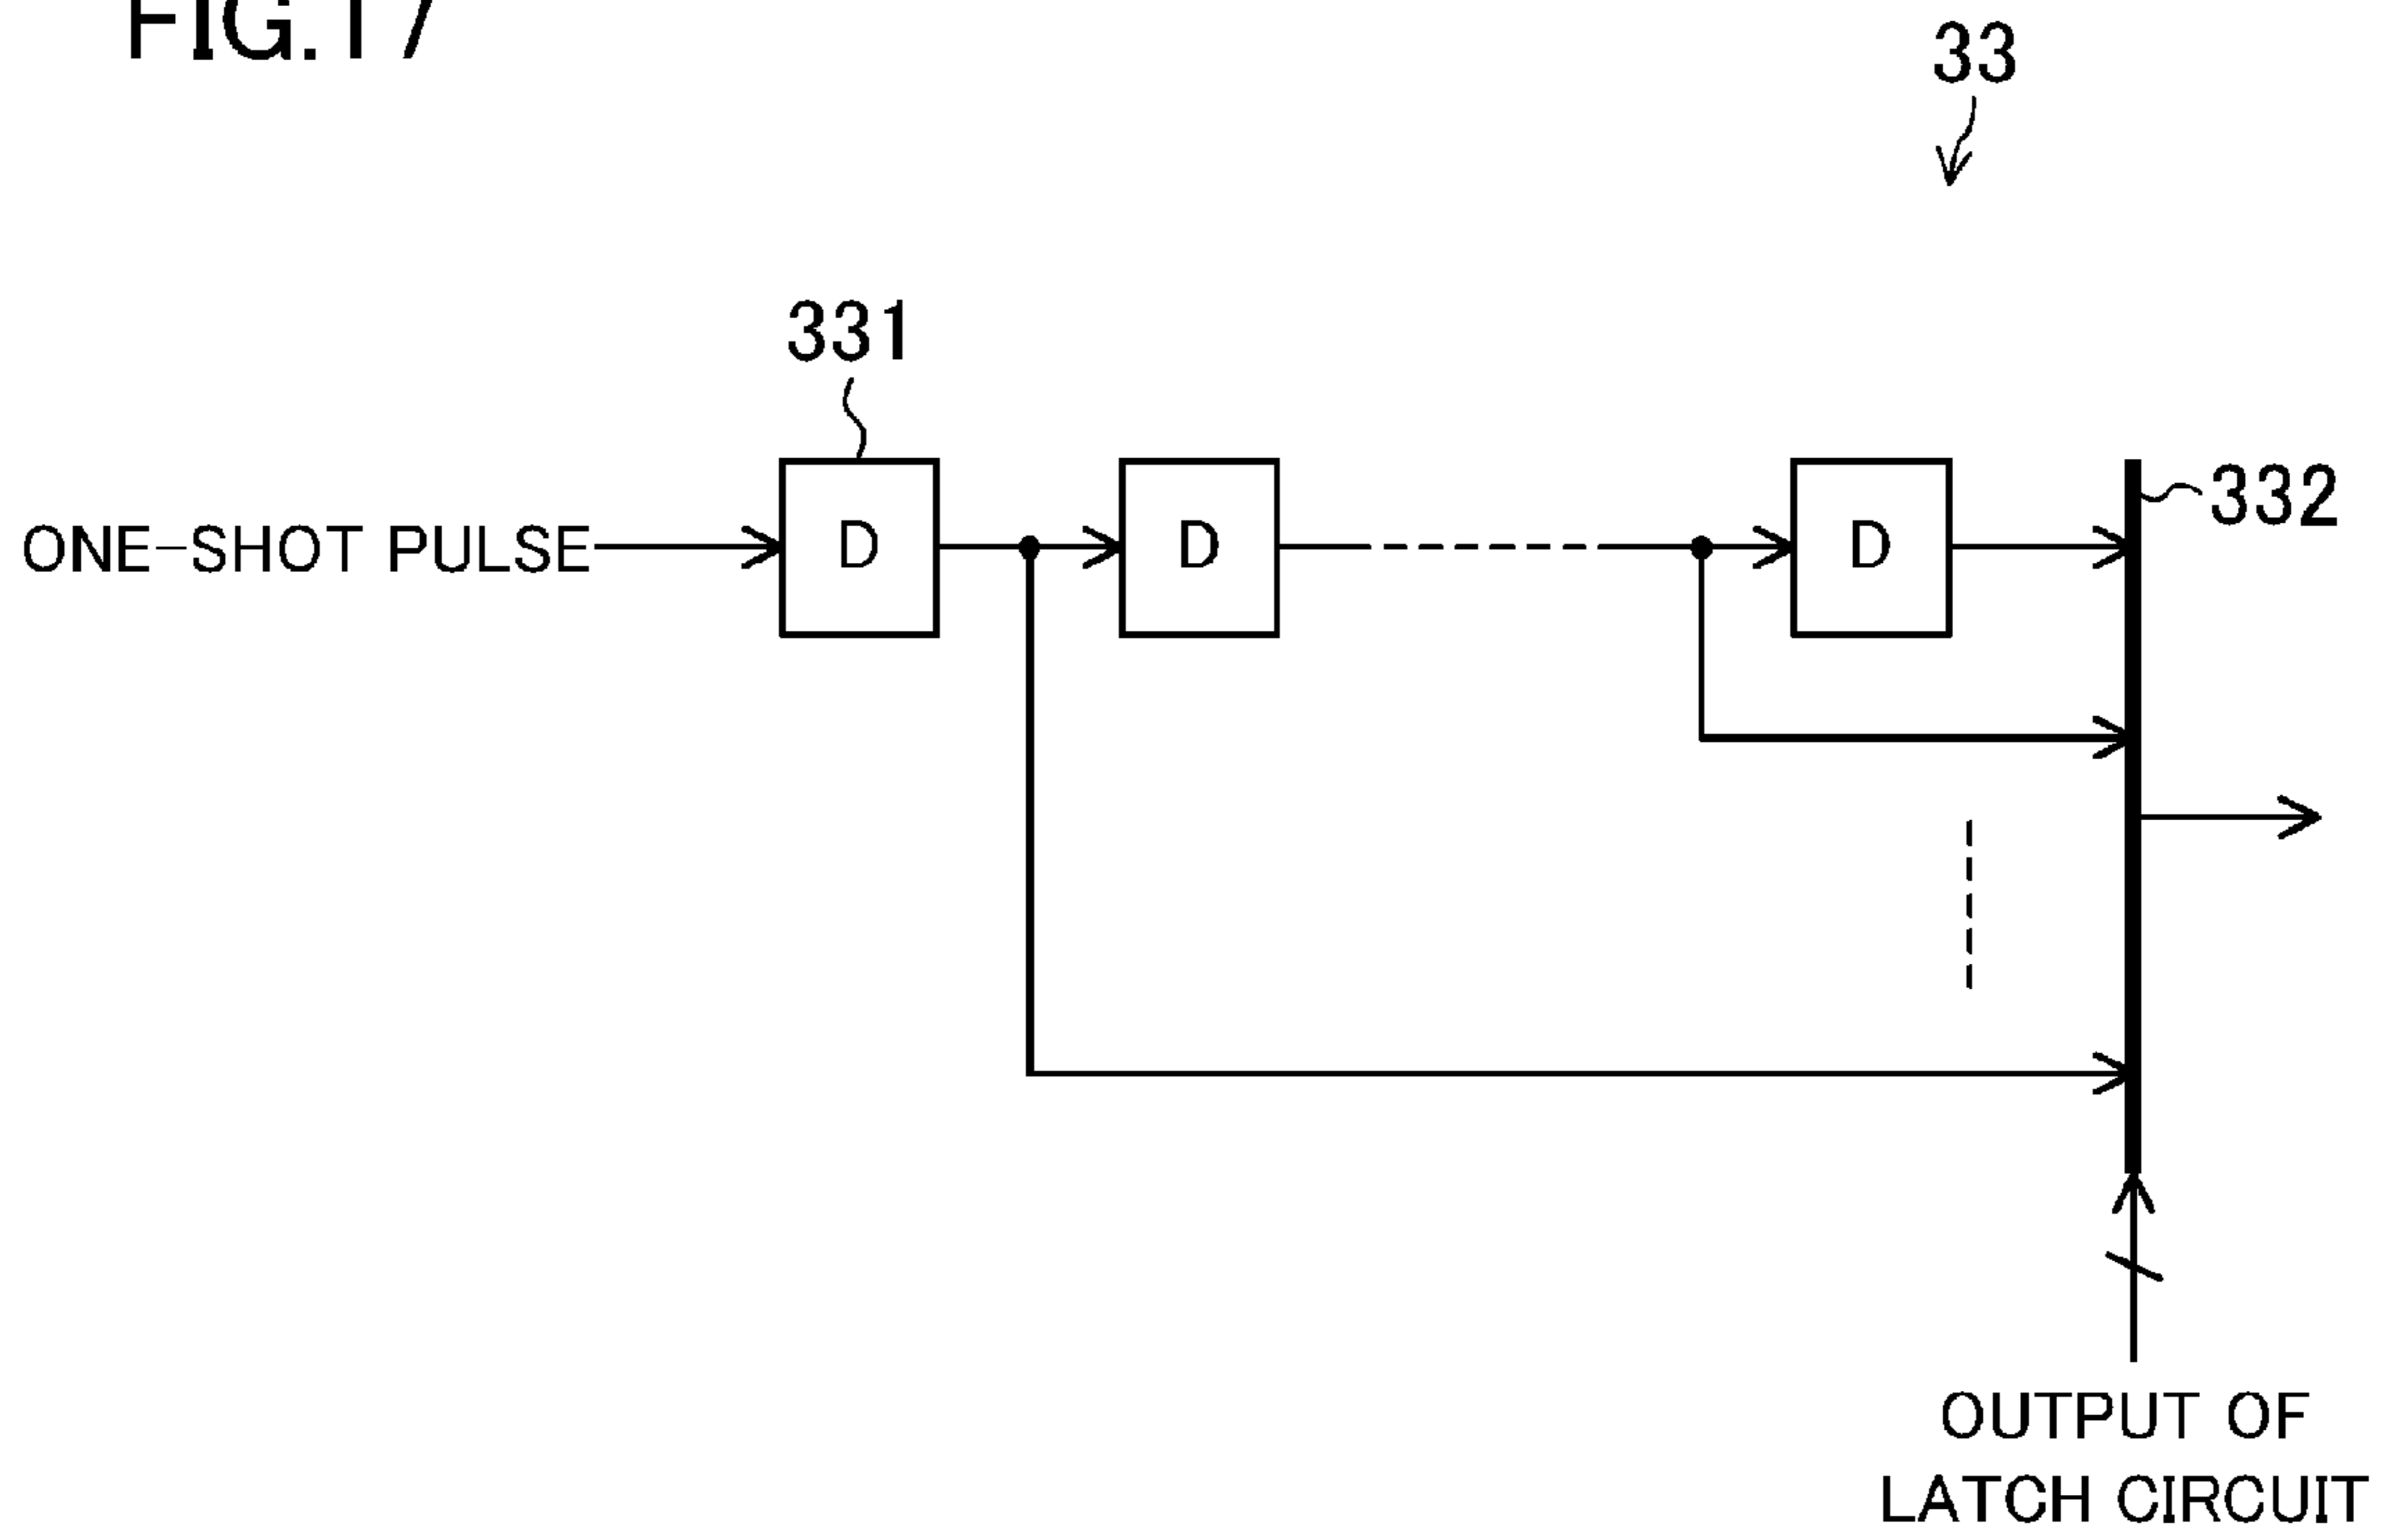 FIG.17
33
331
332
ONE-SHOT PULSE
D
D
D
OUTPUT OF
LATCH CIRCUIT